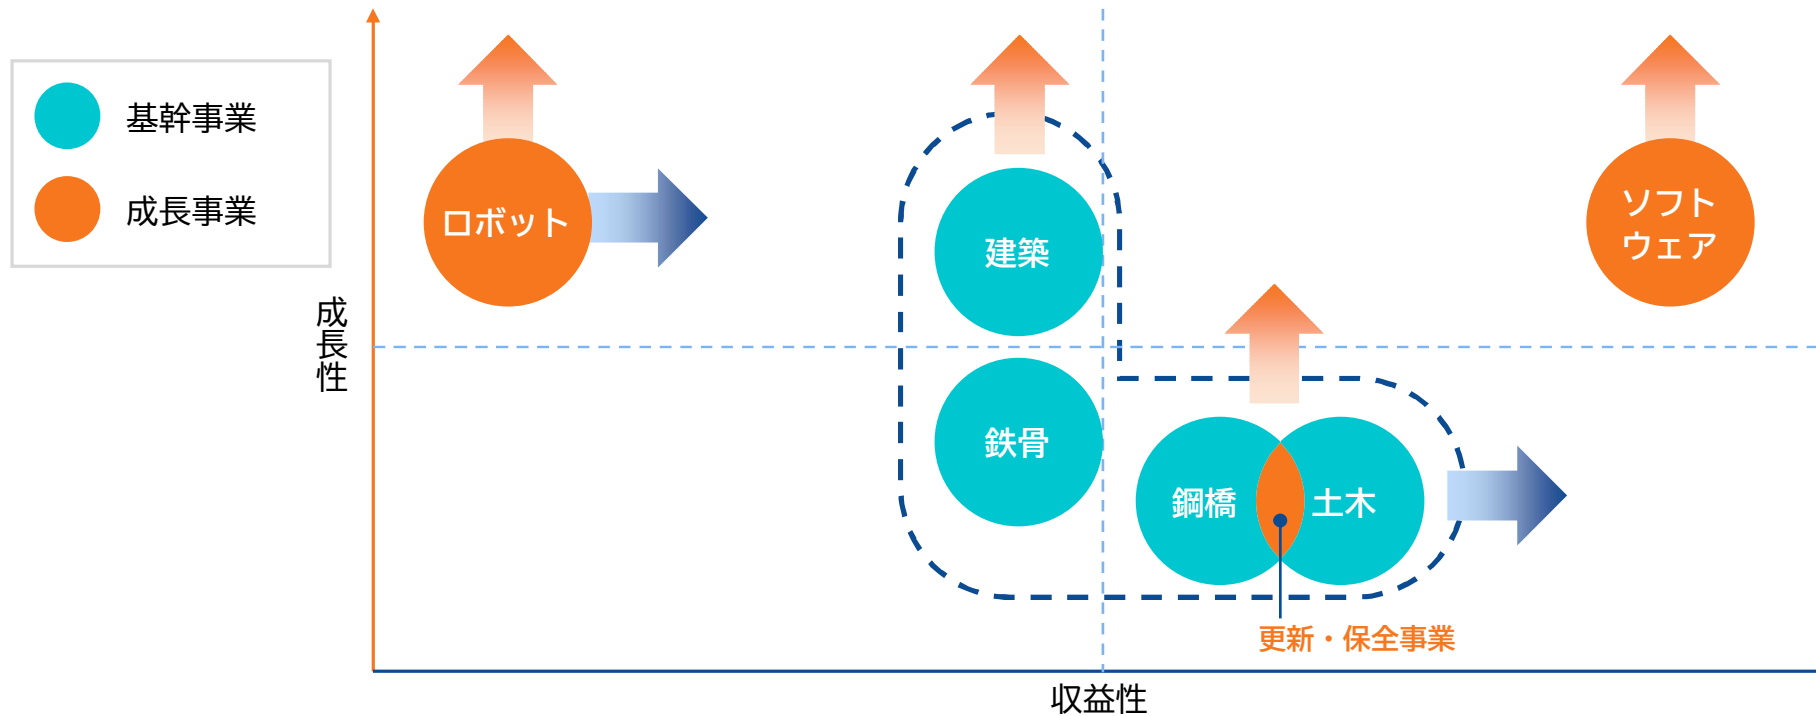 基幹事業
成長事業
成長性
ロボット
建築
鉄骨
鋼橋
土木
ソフト
ウェア
更新・保全事業
収益性